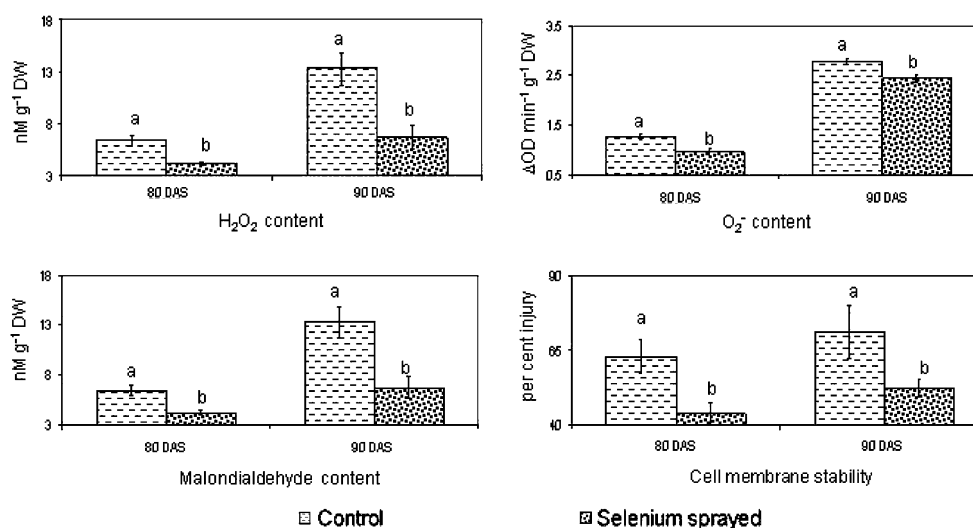 18
13
8
3
nM g⁻¹ DW
a
b
a
b
80 DAS
90 DAS
H₂O₂ content
3.5
2.5
1.5
0.5
ΔOD min⁻¹ g⁻¹ DW
a
b
a
b
80 DAS
90 DAS
O₂⁻ content
18
13
8
3
nM g⁻¹ DW
a
b
a
b
80 DAS
90 DAS
Malondialdehyde content
90
65
40
per cent injury
a
b
a
b
80 DAS
90 DAS
Cell membrane stability
Control
Selenium sprayed